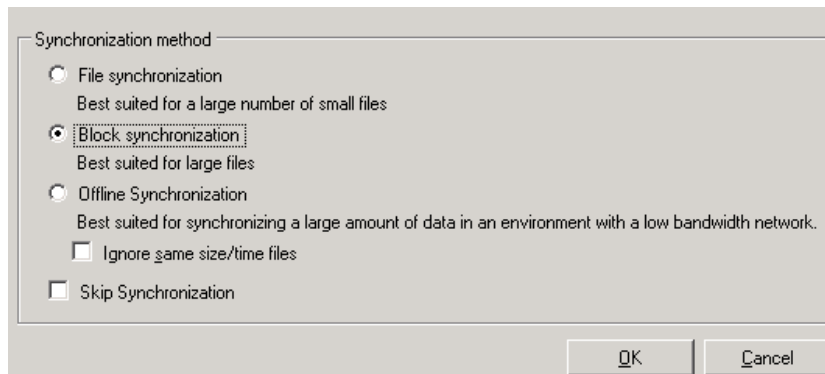 Synchronization method
File synchronization
Best suited for a large number of small files
Block synchronization
Best suited for large files
Offline Synchronization
Best suited for synchronizing a large amount of data in an environment with a low bandwidth network.
Ignore same size/time files
Skip Synchronization
OK
Cancel